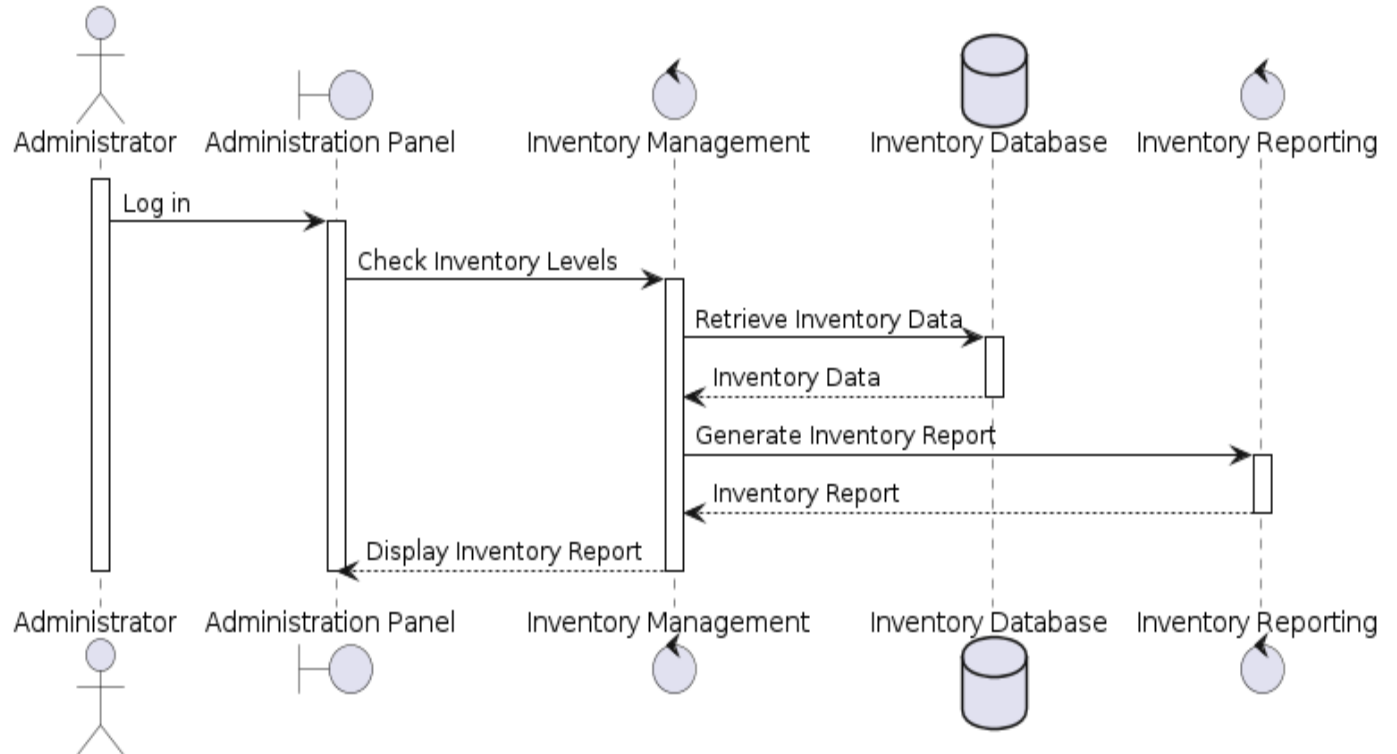 Administrator
Administration Panel
Inventory Management
Inventory Database
Inventory Reporting
Log in
Check Inventory Levels
Retrieve Inventory Data
Inventory Data
Generate Inventory Report
Inventory Report
Display Inventory Report
Administrator
Administration Panel
Inventory Management
Inventory Database
Inventory Reporting